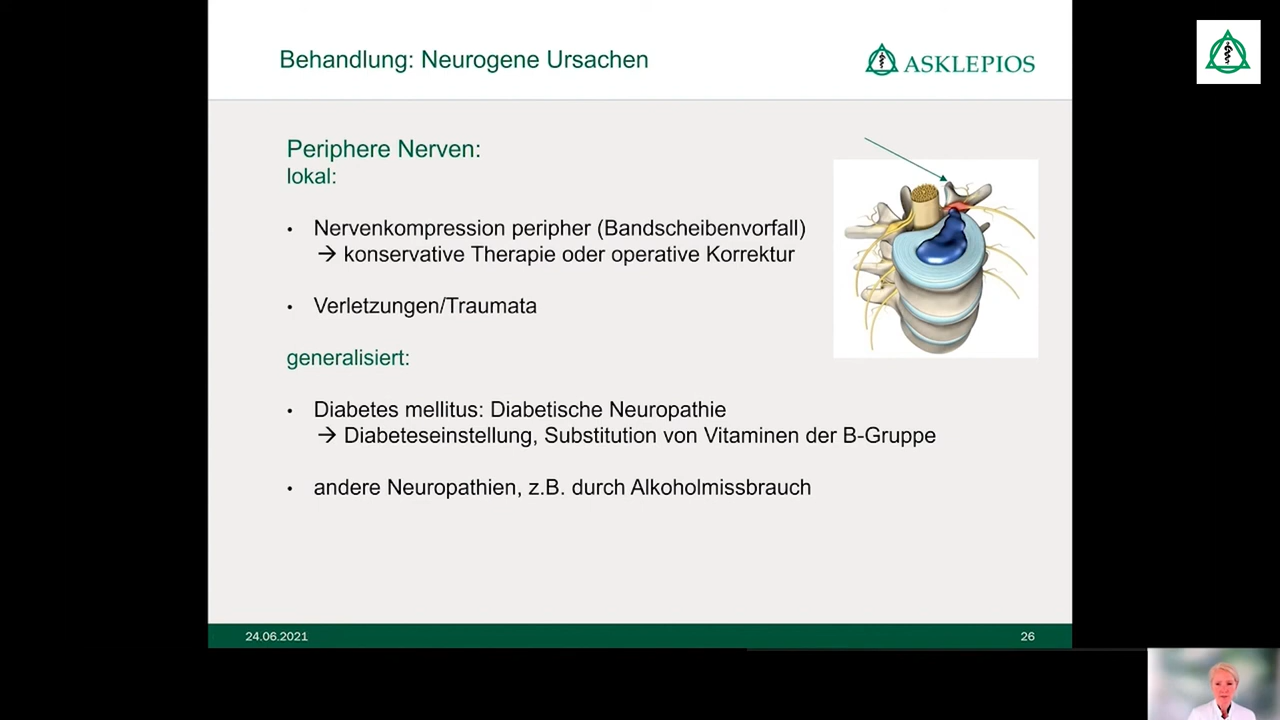 Behandlung: Neurogene Ursachen
ASKLEPIOS
Periphere Nerven:
lokal:
• Nervenkompression peripher (Bandscheibenvorfall)
→ konservative Therapie oder operative Korrektur
• Verletzungen/Traumata
generalisiert:
• Diabetes mellitus: Diabetische Neuropathie
→ Diabeteseinstellung, Substitution von Vitaminen der B-Gruppe
• andere Neuropathien, z.B. durch Alkoholmissbrauch
24.06.2021
26